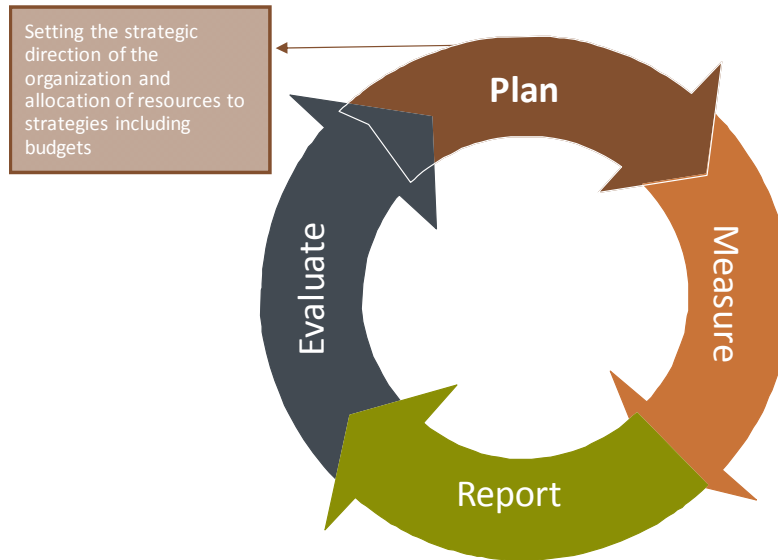 Setting the strategic
direction of the
organization and
allocation of resources to
strategies including
budgets
Plan
Measure
Report
Evaluate